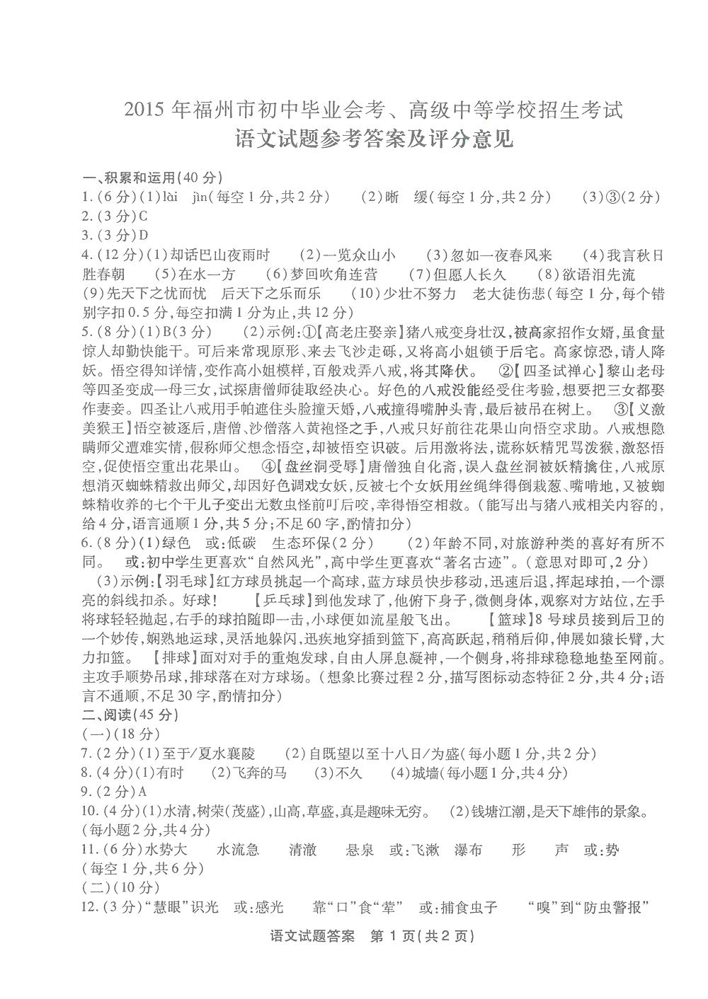 2015 年福州市初中毕业会考、高级中等学校招生考试
语文试题参考答案及评分意见
一、积累和运用(40 分)
1.(6 分)(1)lài　jìn(每空 1 分,共 2 分)　　(2)晰　缓(每空 1 分,共 2 分)　　(3)③(2 分)
2.(3 分)C
3.(3 分)D
4.(12 分)(1)却话巴山夜雨时　　(2)一览众山小　　(3)忽如一夜春风来　　(4)我言秋日
胜春朝　　(5)在水一方　　(6)梦回吹角连营　　(7)但愿人长久　　(8)欲语泪先流
(9)先天下之忧而忧　后天下之乐而乐　　(10)少壮不努力　老大徒伤悲(每空 1 分,每个错
别字扣 0.5 分,每空扣满 1 分为止,共 12 分)
5.(8 分)(1)B(3 分)　　(2)示例:①【高老庄娶亲】猪八戒变身壮汉,被高家招作女婿,虽食量
惊人却勤快能干。可后来常现原形、来去飞沙走砾,又将高小姐锁于后宅。高家惊恐,请人降
妖。悟空得知详情,变作高小姐模样,百般戏弄八戒,将其降伏。　②【四圣试禅心】黎山老母
等四圣变成一母三女,试探唐僧师徒取经决心。好色的八戒没能经受住考验,想要把三女都娶
作妻妾。四圣让八戒用手帕遮住头脸撞天婚,八戒撞得嘴肿头青,最后被吊在树上。　③【义激
美猴王】悟空被逐后,唐僧、沙僧落入黄袍怪之手,八戒只好前往花果山向悟空求助。八戒想隐
瞒师父遭难实情,假称师父想念悟空,却被悟空识破。后用激将法,谎称妖精咒骂泼猴,激怒悟
空,促使悟空重出花果山。　④【盘丝洞受辱】唐僧独自化斋,误入盘丝洞被妖精擒住,八戒原
想消灭蜘蛛精救出师父,却因好色调戏女妖,反被七个女妖用丝绳绊得倒栽葱、嘴啃地,又被蜘
蛛精收养的七个干儿子变出无数虫怪前叮后咬,幸得悟空相救。(能写出与猪八戒相关内容的,
给 4 分,语言通顺 1 分,共 5 分;不足 60 字,酌情扣分)
6.(8 分)(1)绿色　或:低碳　生态环保(2 分)　　(2)年龄不同,对旅游种类的喜好有所不
同。　或:初中学生更喜欢“自然风光”,高中学生更喜欢“著名古迹”。(意思对即可,2 分)
(3)示例:【羽毛球】红方球员挑起一个高球,蓝方球员快步移动,迅速后退,挥起球拍,一个漂
亮的斜线扣杀。好球!　　【乒乓球】到他发球了,他俯下身子,微侧身体,观察对方站位,左手
将球轻轻抛起,右手的球拍随即一击,小球便如流星般飞出。　　【篮球】8 号球员接到后卫的
一个妙传,娴熟地运球,灵活地躲闪,迅疾地穿插到篮下,高高跃起,稍稍后仰,伸展如猿长臂,大
力扣篮。　【排球】面对对手的重炮发球,自由人屏息凝神,一个侧身,将排球稳稳地垫至网前。
主攻手顺势吊球,排球落在对方球场。(想象比赛过程 2 分,描写图标动态特征 2 分,共 4 分;语
言不通顺,不足 30 字,酌情扣分)
二、阅读(45 分)
(一)(18 分)
7.(2 分)(1)至于/夏水襄陵　　(2)自既望以至十八日/为盛(每小题 1 分,共 2 分)
8.(4 分)(1)有时　　(2)飞奔的马　　(3)不久　　(4)城墙(每小题 1 分,共 4 分)
9.(2 分)A
10.(4 分)(1)水清,树荣(茂盛),山高,草盛,真是趣味无穷。　(2)钱塘江潮,是天下雄伟的景象。
(每小题 2 分,共 4 分)
11.(6 分)水势大　　水流急　　清澈　　悬泉　或:飞漱　瀑布　　形　　声　或:势
(每空 1 分,共 6 分)
(二)(10 分)
12.(3 分)“慧眼”识光　或:感光　　靠“口”食“荤”　或:捕食虫子　　“嗅”到“防虫警报”
语文试题答案　第 1 页(共 2 页)